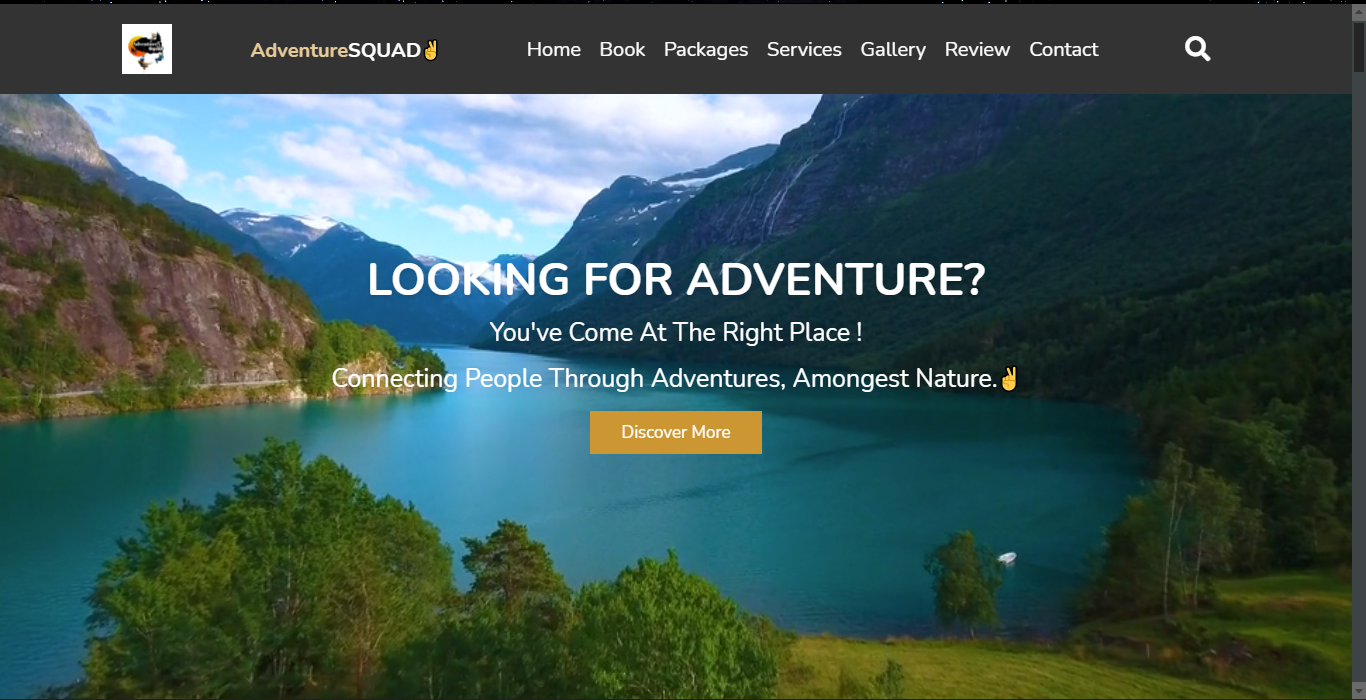 AdventureSQUAD✌
Home Book Packages Services Gallery Review Contact
LOOKING FOR ADVENTURE?
You've Come At The Right Place !
Connecting People Through Adventures, Amongest Nature.✌
Discover More